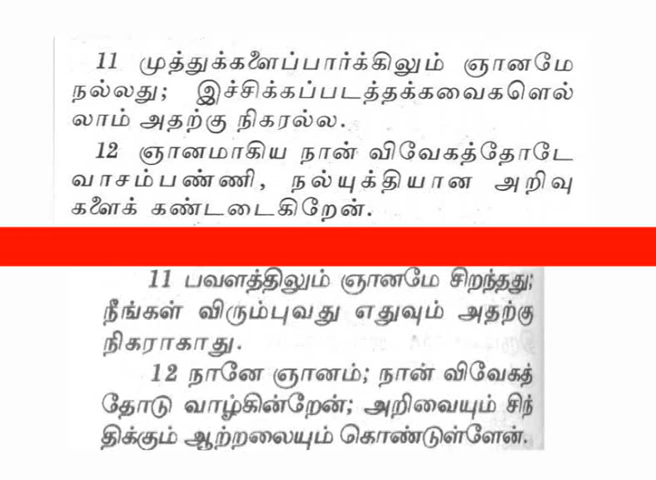 11 முத்துக்களைப்பார்க்கிலும் ஞானமே
நல்லது; இச்சிக்கப்படத்தக்கவைகளெல்
லாம் அதற்கு நிகரல்ல.
12 ஞானமாகிய நான் விவேகத்தோடே
வாசம்பண்ணி, நல்யுக்தியான அறிவு
களைக் கண்டடைகிறேன்.
11 பவளத்திலும் ஞானமே சிறந்தது;
நீங்கள் விரும்புவது எதுவும் அதற்கு
நிகராகாது.
12 நானே ஞானம்; நான் விவேகத்
தோடு வாழ்கின்றேன்; அறிவையும் சிந்
திக்கும் ஆற்றலையும் கொண்டுள்ளேன்.